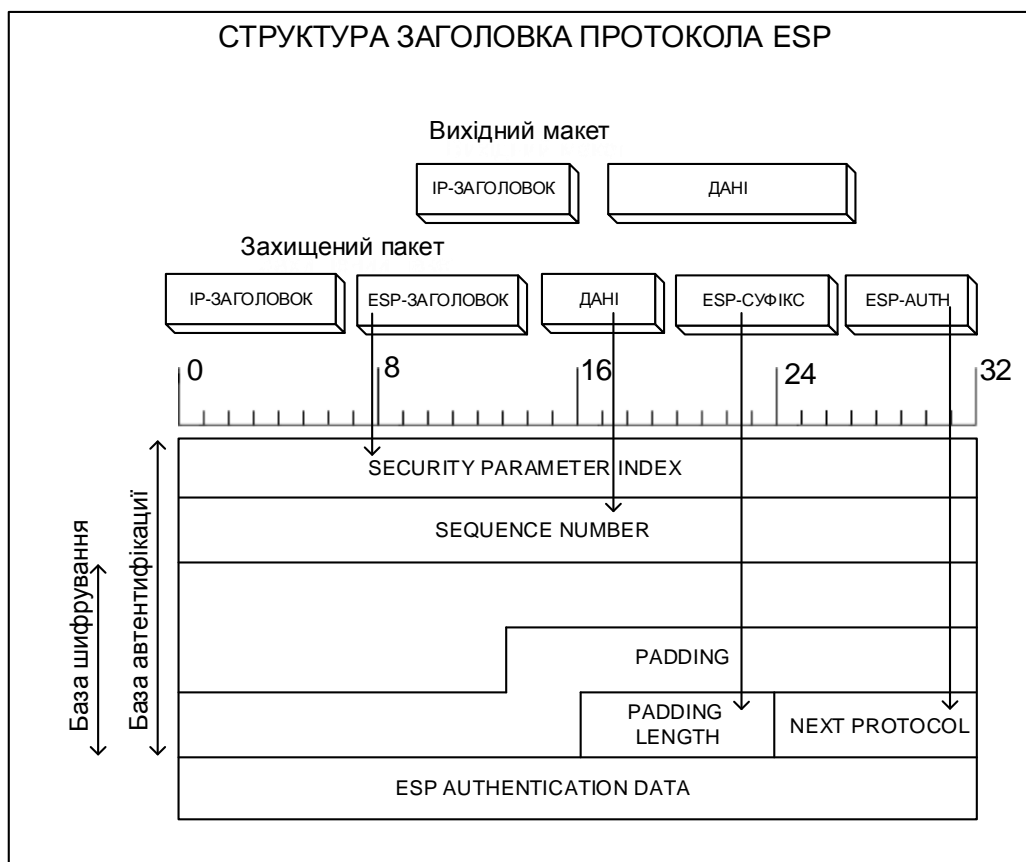 СТРУКТУРА ЗАГОЛОВКА ПРОТОКОЛА ESP
Вихідний макет
IP-ЗАГОЛОВОК
ДАНІ
Захищений пакет
IP-ЗАГОЛОВОК
ESP-ЗАГОЛОВОК
ДАНІ
ESP-СУФІКС
ESP-AUTH
0
8
16
24
32
База шифрування
База автентифікації
SECURITY PARAMETER INDEX
SEQUENCE NUMBER
PADDING
PADDING
LENGTH
NEXT PROTOCOL
ESP AUTHENTICATION DATA